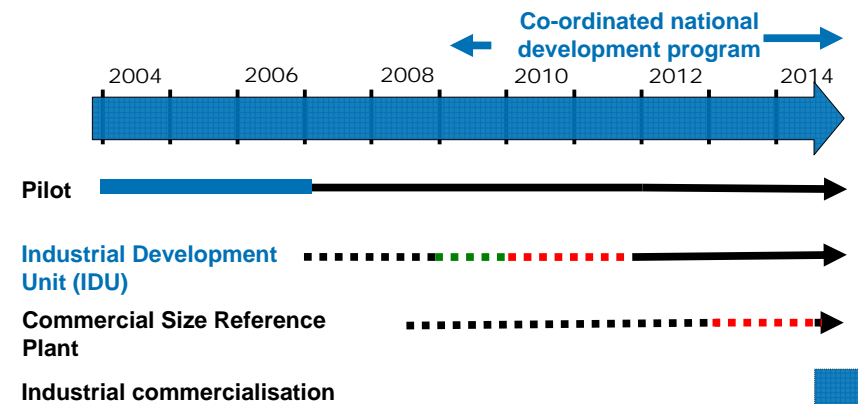 Co-ordinated national
development program
2004 2006 2008 2010 2012 2014
Pilot
Industrial Development
Unit (IDU)
Commercial Size Reference
Plant
Industrial commercialisation